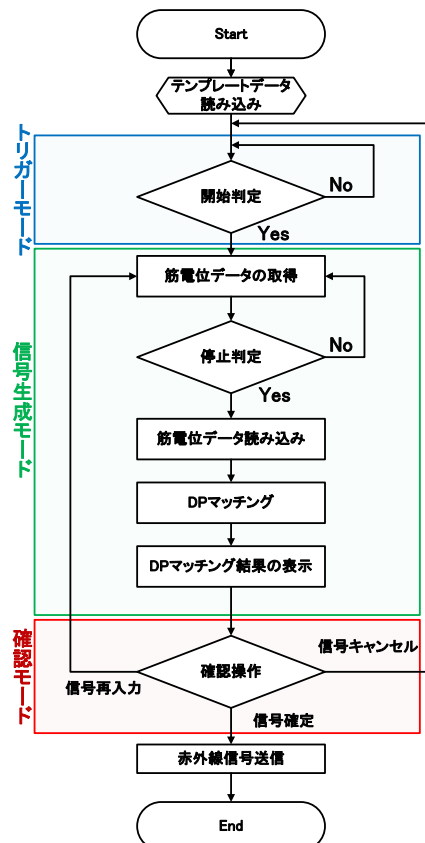 Start
テンプレートデータ
読み込み
トリガーモード
開始判定
No
Yes
信号生成モード
筋電位データの取得
停止判定
No
Yes
筋電位データ読み込み
DPマッチング
DPマッチング結果の表示
確認モード
確認操作
信号キャンセル
信号再入力
信号確定
赤外線信号送信
End